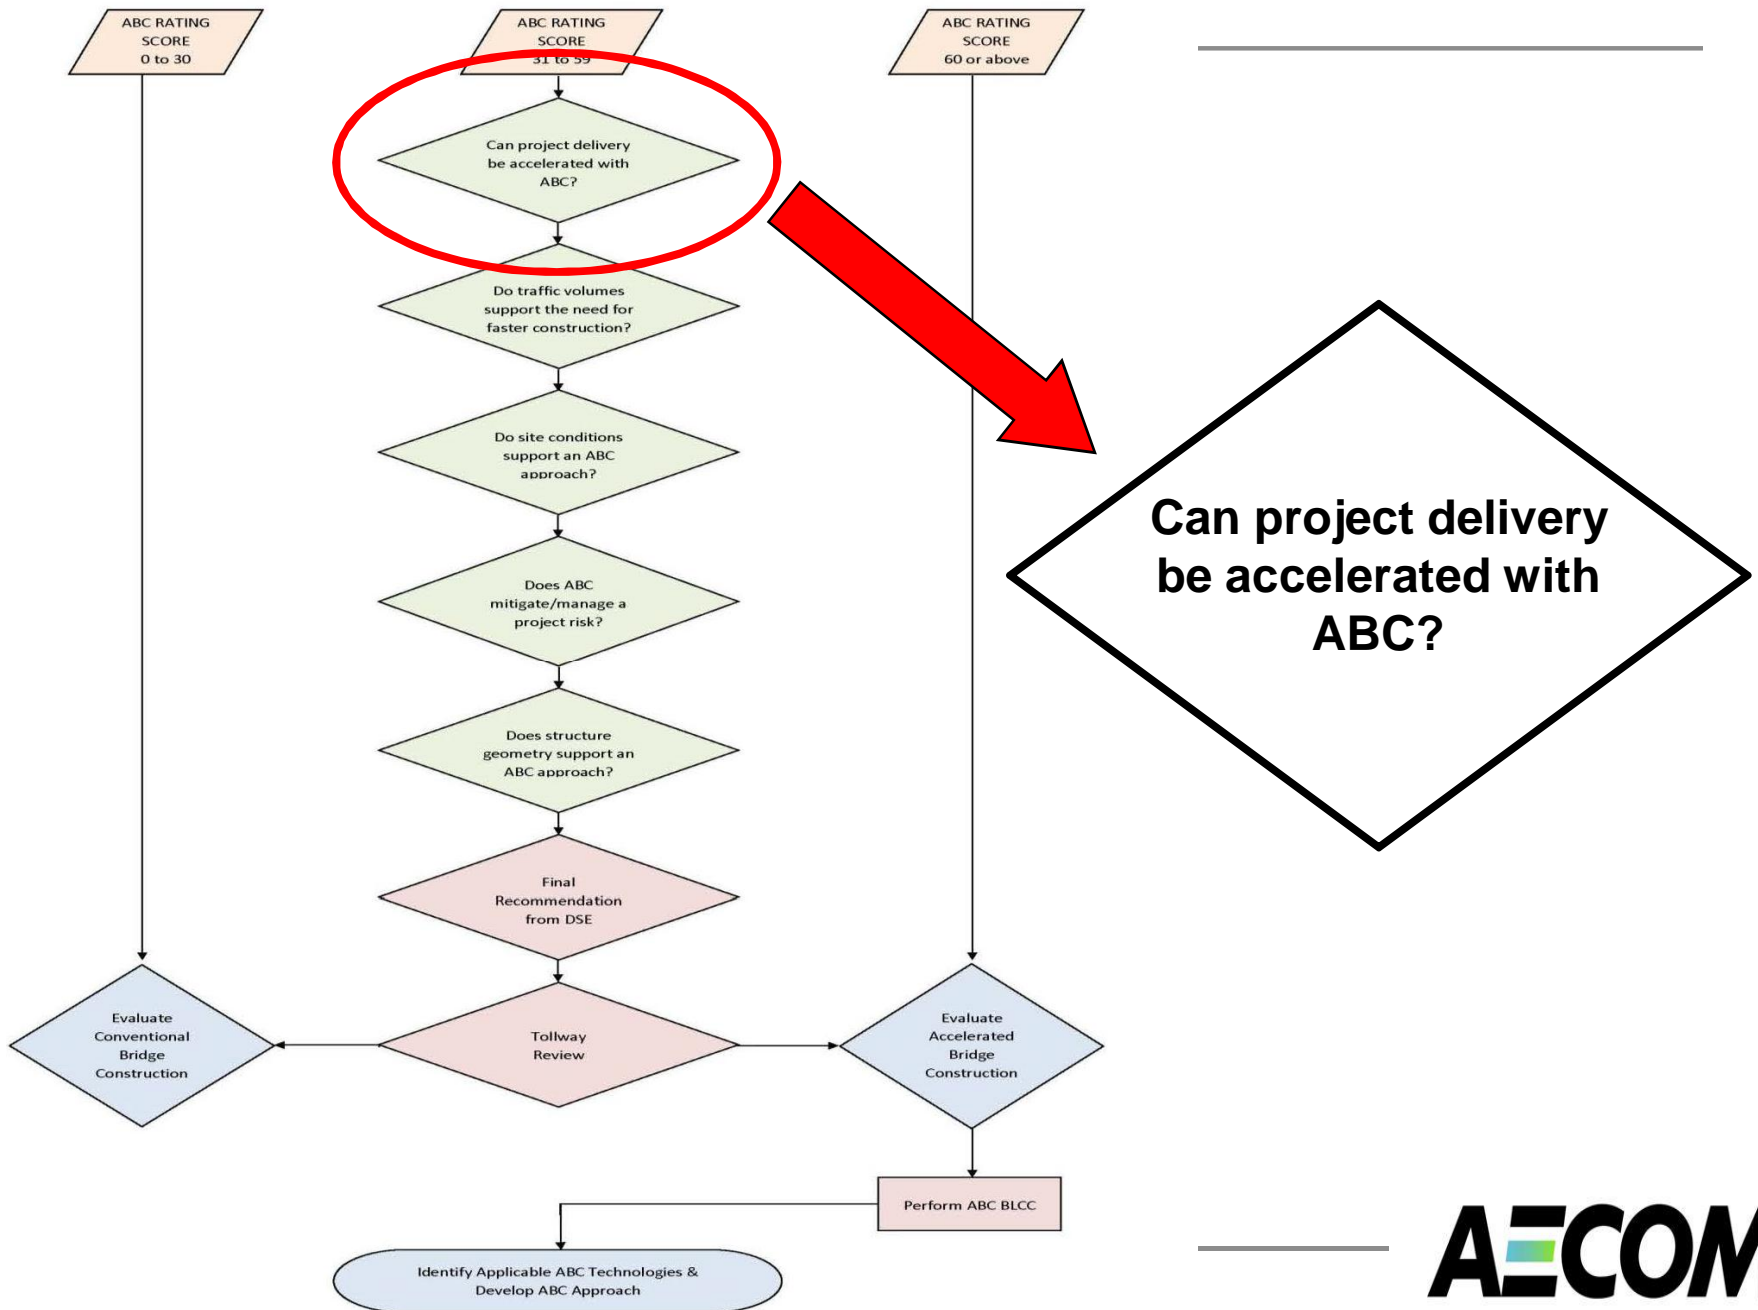 ABC RATING
SCORE
0 to 30
ABC RATING
SCORE
31 to 59
ABC RATING
SCORE
60 or above
Can project delivery
be accelerated with
ABC?
Do traffic volumes
support the need for
faster construction?
Do site conditions
support an ABC
approach?
Does ABC
mitigate/manage a
project risk?
Does structure
geometry support an
ABC approach?
Final
Recommendation
from DSE
Tollway
Review
Evaluate
Conventional
Bridge
Construction
Evaluate
Accelerated
Bridge
Construction
Perform ABC BLCC
Identify Applicable ABC Technologies &
Develop ABC Approach
Can project delivery
be accelerated with
ABC?
AECOM